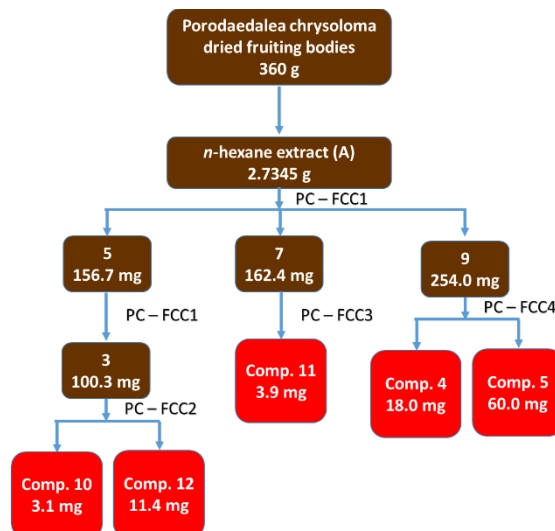 Porodaedalea chrysoloma
dried fruiting bodies
360 g
n-hexane extract (A)
2.7345 g
PC – FCC1
5
156.7 mg
7
162.4 mg
9
254.0 mg
PC – FCC1
PC – FCC3
PC – FCC4
3
100.3 mg
Comp. 11
3.9 mg
Comp. 4
18.0 mg
Comp. 5
60.0 mg
PC – FCC2
Comp. 10
3.1 mg
Comp. 12
11.4 mg